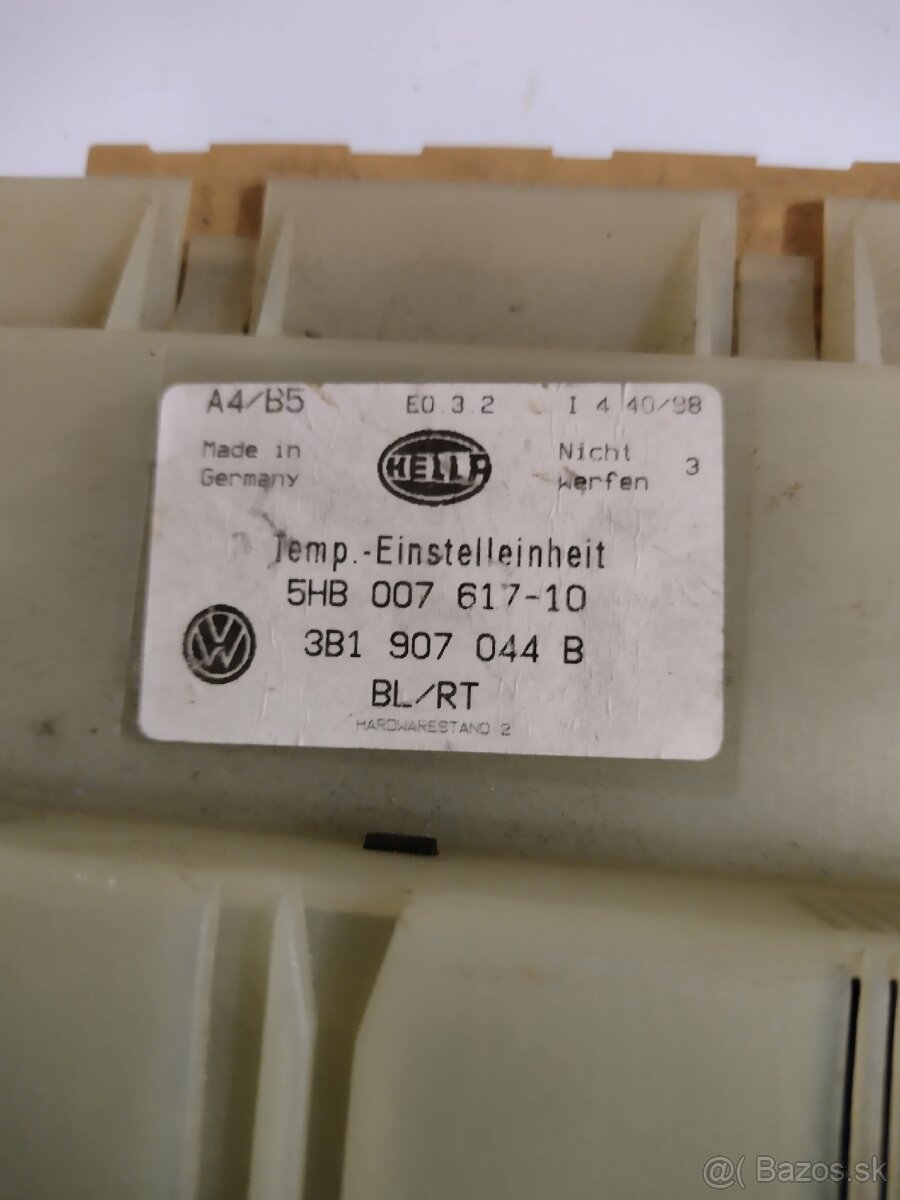 A4/B5 E0.3.2 I 4 40/98
Made in Germany
HELLA
Nicht werfen 3
Temp.-Einstelleinheit
5HB 007 617-10
VW
3B1 907 044 B
BL/RT
HARDWARESTAND 2
@( Bazos.sk